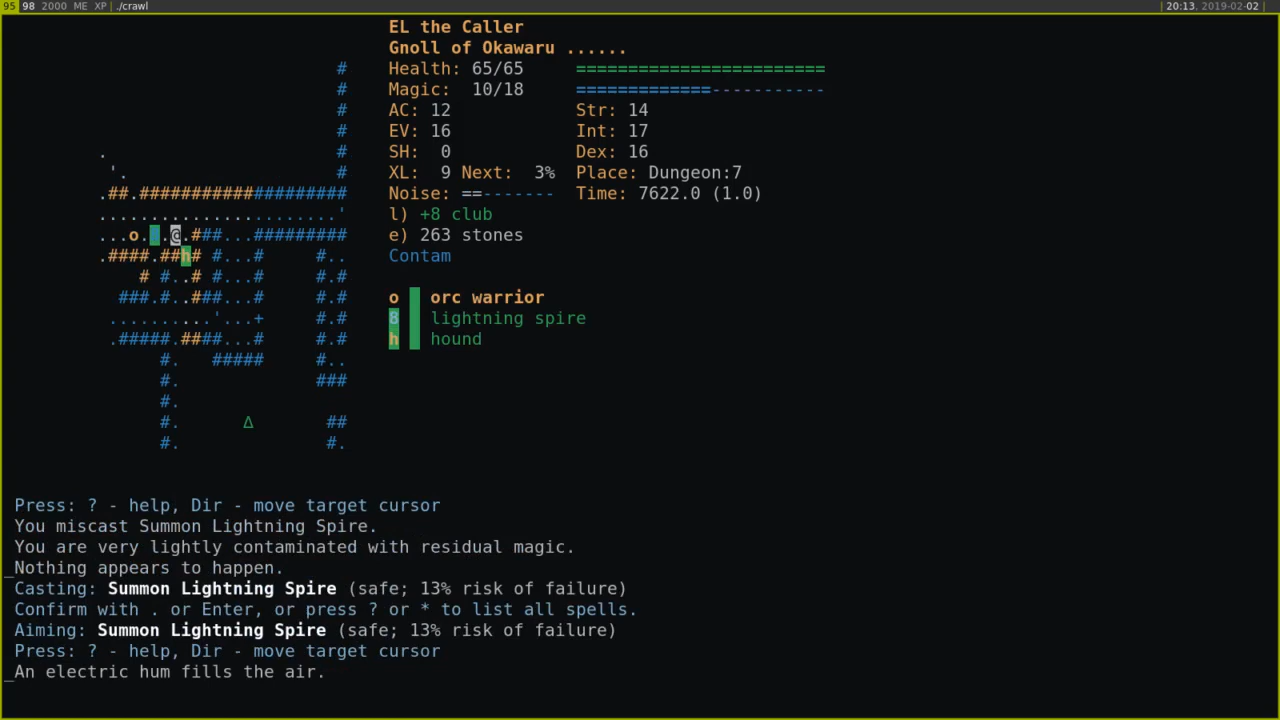 95 98 2000 ME XP ./crawl 20:13. 2019-02-02
EL the Caller
Gnoll of Okawaru ......
Health: 65/65 ========================
Magic: 10/18 =============-----------
AC: 12 Str: 14
EV: 16 Int: 17
SH: 0 Dex: 16
XL: 9 Next: 3% Place: Dungeon:7
Noise: ==------- Time: 7622.0 (1.0)
l) +8 club
e) 263 stones
Contam
o orc warrior
8 lightning spire
h hound
#
#
#
#
. #
'. #
.##.####################
......................'
...o. .@.###...#########
.####.##h# #...# #..
# #..# #...# #.#
###.#..###...# #.#
..........'...+ #.#
.#####.####...# #.#
#. ##### #..
#. ###
#.
#. Δ ##
#. #.
Press: ? - help, Dir - move target cursor
You miscast Summon Lightning Spire.
You are very lightly contaminated with residual magic.
_Nothing appears to happen.
Casting: Summon Lightning Spire (safe; 13% risk of failure)
Confirm with . or Enter, or press ? or * to list all spells.
Aiming: Summon Lightning Spire (safe; 13% risk of failure)
Press: ? - help, Dir - move target cursor
_An electric hum fills the air.